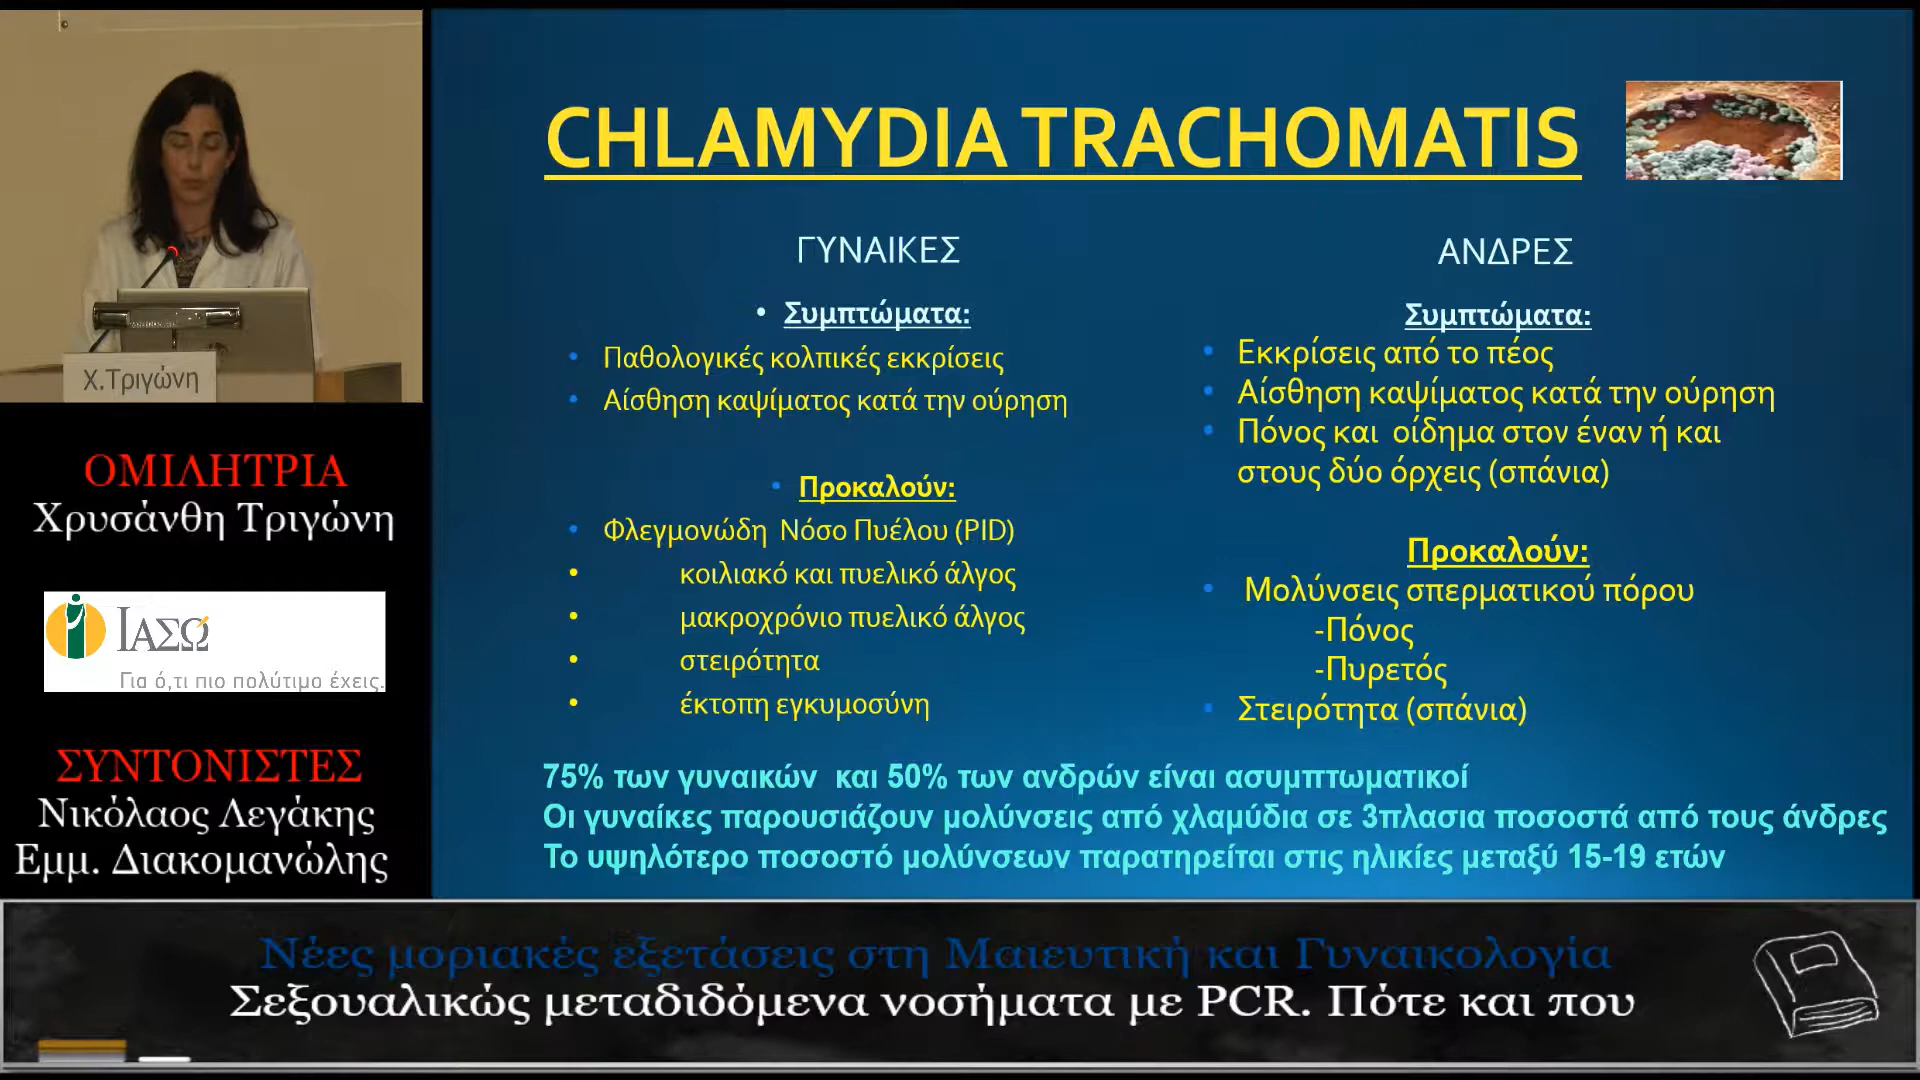 Χ.Τριγώνη
ΟΜΙΛΗΤΡΙΑ
Χρυσάνθη Τριγώνη
ΙΑΣΩ
Για ό,τι πιο πολύτιμο έχεις.
ΣΥΝΤΟΝΙΣΤΕΣ
Νικόλαος Λεγάκης
Εμμ. Διακομανώλης
CHLAMYDIA TRACHOMATIS
ΓΥΝΑΙΚΕΣ
• Συμπτώματα:
• Παθολογικές κολπικές εκκρίσεις
• Αίσθηση καψίματος κατά την ούρηση
• Προκαλούν:
• Φλεγμονώδη Νόσο Πυέλου (PID)
• κοιλιακό και πυελικό άλγος
• μακροχρόνιο πυελικό άλγος
• στειρότητα
• έκτοπη εγκυμοσύνη
ΑΝΔΡΕΣ
Συμπτώματα:
• Εκκρίσεις από το πέος
• Αίσθηση καψίματος κατά την ούρηση
• Πόνος και οίδημα στον έναν ή και
στους δύο όρχεις (σπάνια)
Προκαλούν:
• Μολύνσεις σπερματικού πόρου
-Πόνος
-Πυρετός
• Στειρότητα (σπάνια)
75% των γυναικών και 50% των ανδρών είναι ασυμπτωματικοί
Οι γυναίκες παρουσιάζουν μολύνσεις από χλαμύδια σε 3πλασια ποσοστά από τους άνδρες
Το υψηλότερο ποσοστό μολύνσεων παρατηρείται στις ηλικίες μεταξύ 15-19 ετών
Νέες μοριακές εξετάσεις στη Μαιευτική και Γυναικολογία
Σεξουαλικώς μεταδιδόμενα νοσήματα με PCR. Πότε και που